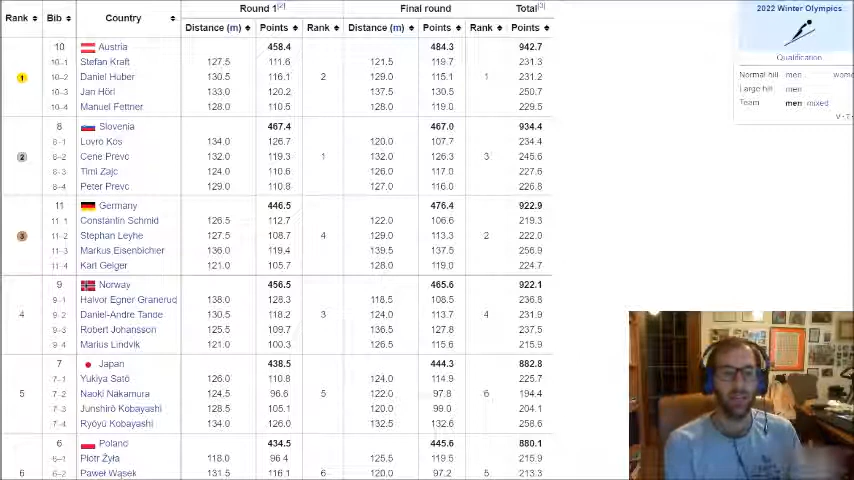 Rank Bib Country Round 1[2] Final round Total[3]
Distance (m) Points Rank Distance (m) Points Rank Points
1 10 Austria 458.4 2 484.3 1 942.7
10–1 Stefan Kraft 127.5 111.6 121.5 119.7 231.3
10–2 Daniel Huber 130.5 116.1 129.0 115.1 231.2
10–3 Jan Hörl 133.0 120.2 137.5 130.5 250.7
10–4 Manuel Fettner 128.0 110.5 128.0 119.0 229.5
2 8 Slovenia 467.4 1 467.0 3 934.4
8–1 Lovro Kos 134.0 126.7 120.0 107.7 234.4
8–2 Cene Prevc 132.0 119.3 132.0 126.3 245.6
8–3 Timi Zajc 124.0 110.6 126.0 117.0 227.6
8–4 Peter Prevc 129.0 110.8 127.0 116.0 226.8
3 11 Germany 446.5 4 476.4 2 922.9
11–1 Constantin Schmid 126.5 112.7 122.0 106.6 219.3
11–2 Stephan Leyhe 127.5 108.7 129.0 113.3 222.0
11–3 Markus Eisenbichler 136.0 119.4 139.5 137.5 256.9
11–4 Karl Geiger 121.0 105.7 128.0 119.0 224.7
4 9 Norway 456.5 3 465.6 4 922.1
9–1 Halvor Egner Granerud 138.0 128.3 118.5 108.5 236.8
9–2 Daniel-André Tande 130.5 118.2 124.0 113.7 231.9
9–3 Robert Johansson 125.5 109.7 136.5 127.8 237.5
9–4 Marius Lindvik 121.0 100.3 126.5 115.6 215.9
5 7 Japan 438.5 5 444.3 6 882.8
7–1 Yukiya Satō 126.0 110.8 124.0 114.9 225.7
7–2 Naoki Nakamura 124.5 96.6 122.0 97.8 194.4
7–3 Junshirō Kobayashi 128.5 105.1 120.0 99.0 204.1
7–4 Ryōyū Kobayashi 134.0 126.0 132.5 132.6 258.6
6 6 Poland 434.5 6 445.6 5 880.1
6–1 Piotr Żyła 118.0 96.4 125.5 119.5 215.9
6–2 Paweł Wąsek 131.5 116.1 120.0 97.2 213.3
2022 Winter Olympics
Qualification
Normal hill men wome
Large hill men
Team men mixed
V · T ·